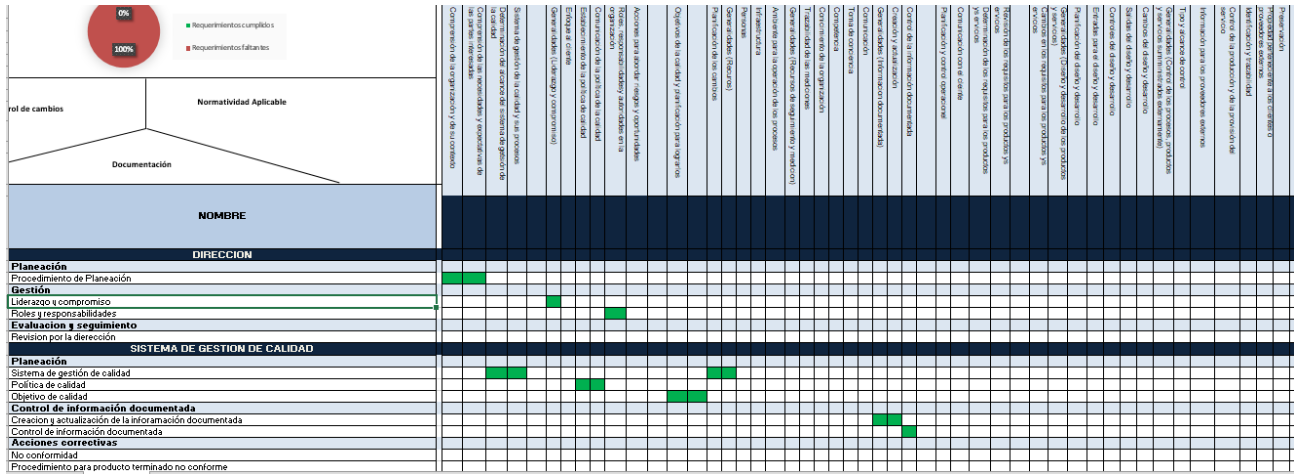 0%
100%
Requerimientos cumplidos
Requerimientos faltantes
rol de cambios
Normatividad Aplicable
Documentación
NOMBRE
Comprensión de la organización y de su contexto
Comprensión de las necesidades y expectativas de
las partes interesadas
Determinación del alcance del sistema de gestión de
la calidad
Sistema de gestión de la calidad y sus procesos
Generalidades (Liderazgo y compromiso)
Enfoque al cliente
Establecimiento de la política de calidad
Comunicación de la política de la calidad
Roles, responsabilidades y autoridades en la
organización
Acciones para abordar riesgos y oportunidades
Objetivos de la calidad y planificación para lograrlos
Planificación de los cambios
Generalidades (Recuros)
Personas
Infraestructura
Ambiente para la operación de los procesos
Generalidades (Recursos de seguimiento y medicion)
Trazabilidad de las mediciones
Conocimiento de la organización
Competencia
Toma de conciencia
Comunicación
Generalidades (Informacion documentada)
Creación y actualización
Control de la información documentada
Planificación y control operacional
Comunicación con el cliente
Determinación de los requisitos para los productos
y/s ervicios
Revisión de los requisitos para los productos y/s
ervicios
Cambios en los requisitos para los productos y/s
y servicios)
Generalidades (Diseño y desarrollo de los productos
Planificación del diseño y desarrollo
Entradas para el diseño y desarrollo
Controles del diseño y desarrollo
Salidas del diseño y desarrollo
Cambios del diseño y desarrollo
Generalidades (Control de los procesos, productos
y servicios suministrados externamente)
Tipo y alcance de control
Información para los proveedores externos
Control de la producción y de la provisión del
servicio
Identificación y trazabilidad
Propiedad perteneciente a los clientes o
proveedores externos
Preservación
DIRECCION
Planeación
Procedimiento de Planeación
Gestión
Liderazgo y compromiso
Roles y responsabilidades
Evaluacion y seguimiento
Revision por la diereccón
SISTEMA DE GESTION DE CALIDAD
Planeación
Sistema de gestión de calidad
Política de calidad
Objetivo de calidad
Control de información documentada
Creacion y actualización de la inforamación documentada
Control de información documentada
Acciones correctivas
No conformidad
Procedimiento para producto terminado no conforme